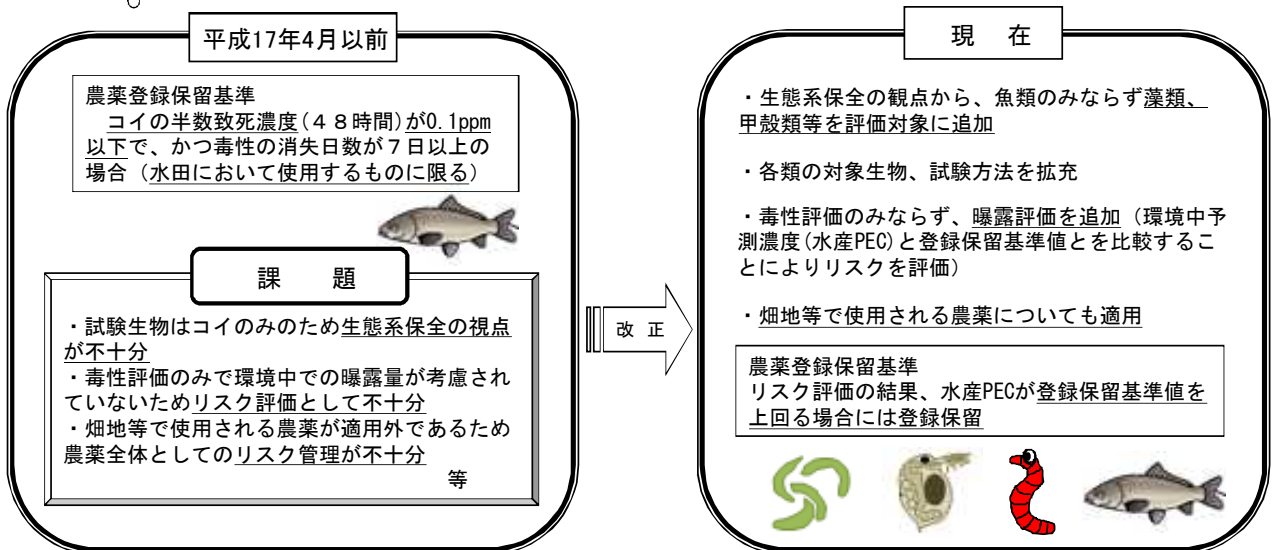 平成17年4月以前
農薬登録保留基準
コイの半数致死濃度(48時間)が0.1ppm
以下で、かつ毒性の消失日数が7日以上の
場合(水田において使用するものに限る)
課 題
・試験生物はコイのみのため生態系保全の視点
が不十分
・毒性評価のみで環境中での曝露量が考慮され
ていないためリスク評価として不十分
・畑地等で使用される農薬が適用外であるため
農薬全体としてのリスク管理が不十分
等
改 正
現 在
・生態系保全の観点から、魚類のみならず藻類、
甲殻類等を評価対象に追加
・各類の対象生物、試験方法を拡充
・毒性評価のみならず、曝露評価を追加(環境中予
測濃度(水産PEC)と登録保留基準値とを比較するこ
とによりリスクを評価)
・畑地等で使用される農薬についても適用
農薬登録保留基準
リスク評価の結果、水産PECが登録保留基準値を
上回る場合には登録保留